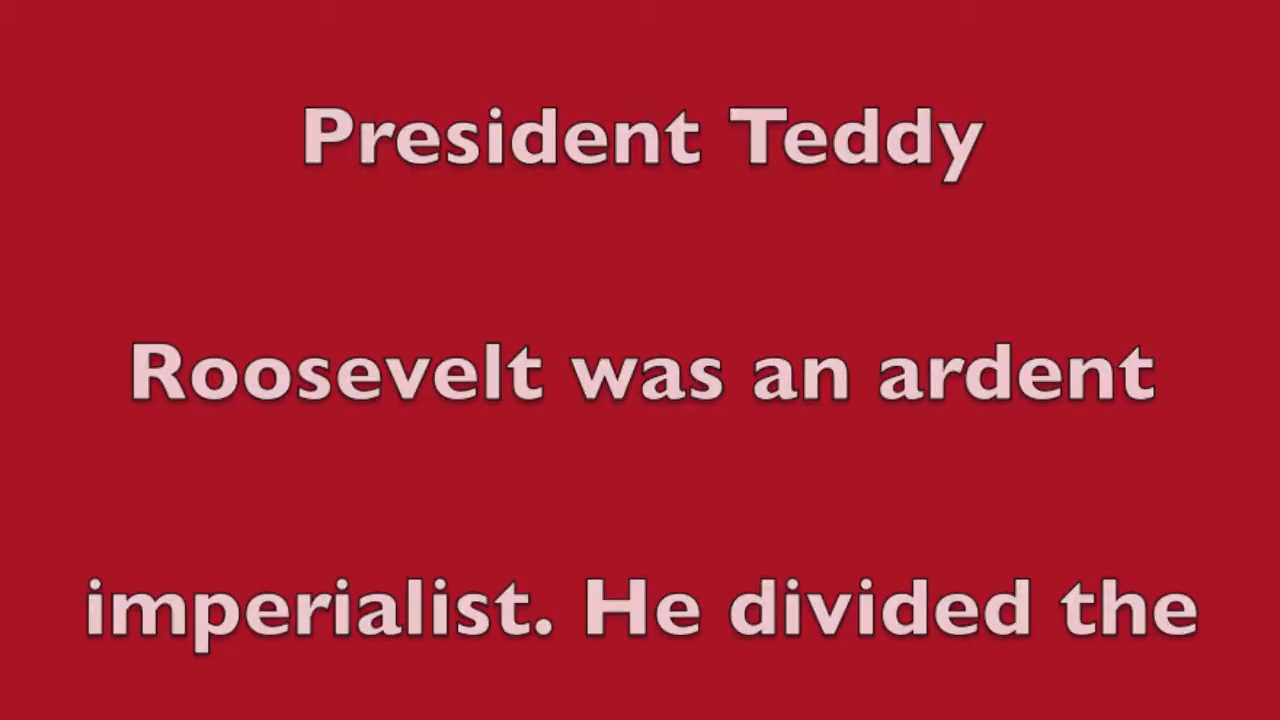 President Teddy
Roosevelt was an ardent
imperialist. He divided the